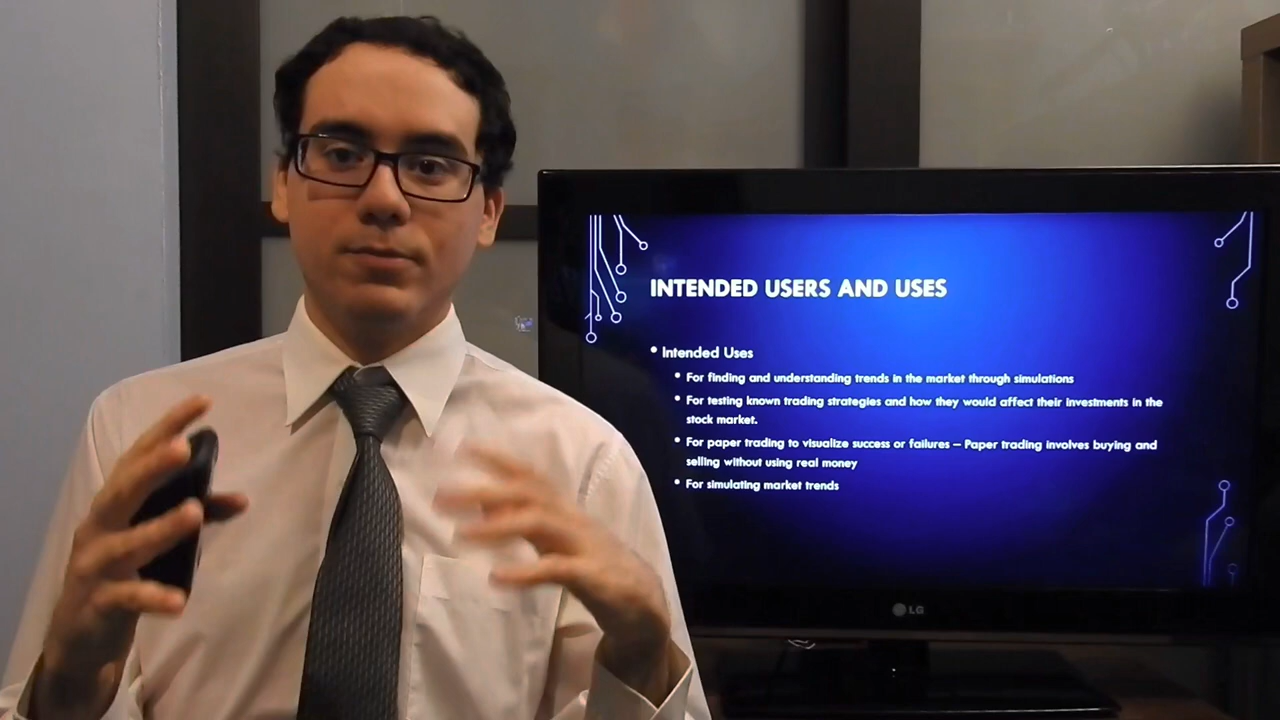 INTENDED USERS AND USES
• Intended Uses
• For finding and understanding trends in the market through simulations
• For testing known trading strategies and how they would affect their investments in the
stock market.
• For paper trading to visualize success or failures – Paper trading involves buying and
selling without using real money
• For simulating market trends
LG